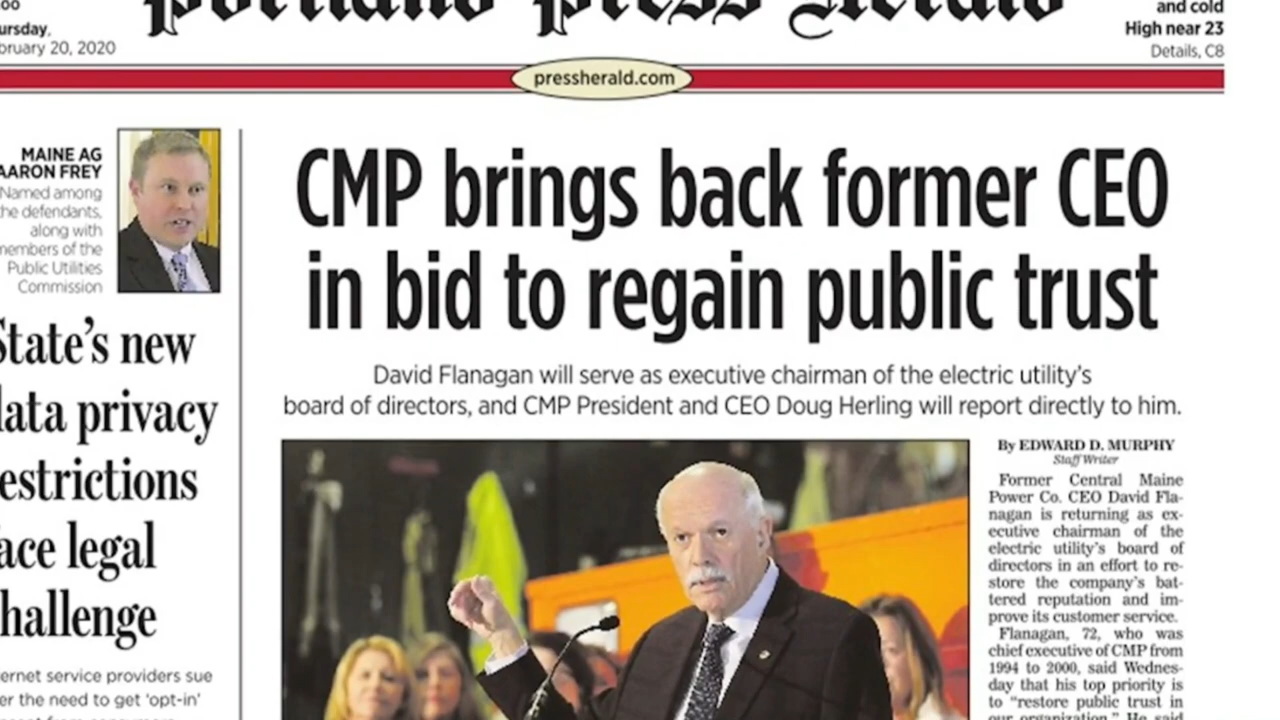 Portland Press Herald
ursday,
bruary 20, 2020
and cold
High near 23
Details, C8
pressherald.com
MAINE AG
AARON FREY
Named among
he defendants,
along with
members of the
Public Utilities
Commission
State's new
data privacy
estrictions
ace legal
hallenge
ernet service providers sue
er the need to get 'opt-in'
CMP brings back former CEO
in bid to regain public trust
David Flanagan will serve as executive chairman of the electric utility's
board of directors, and CMP President and CEO Doug Herling will report directly to him.
By EDWARD D. MURPHY
Staff Writer
Former Central Maine
Power Co. CEO David Fla-
nagan is returning as ex-
ecutive chairman of the
electric utility's board of
directors in an effort to re-
store the company's bat-
tered reputation and im-
prove its customer service.
Flanagan, 72, who was
chief executive of CMP from
1994 to 2000, said Wednes-
day that his top priority is
to "restore public trust in
our organization." He said